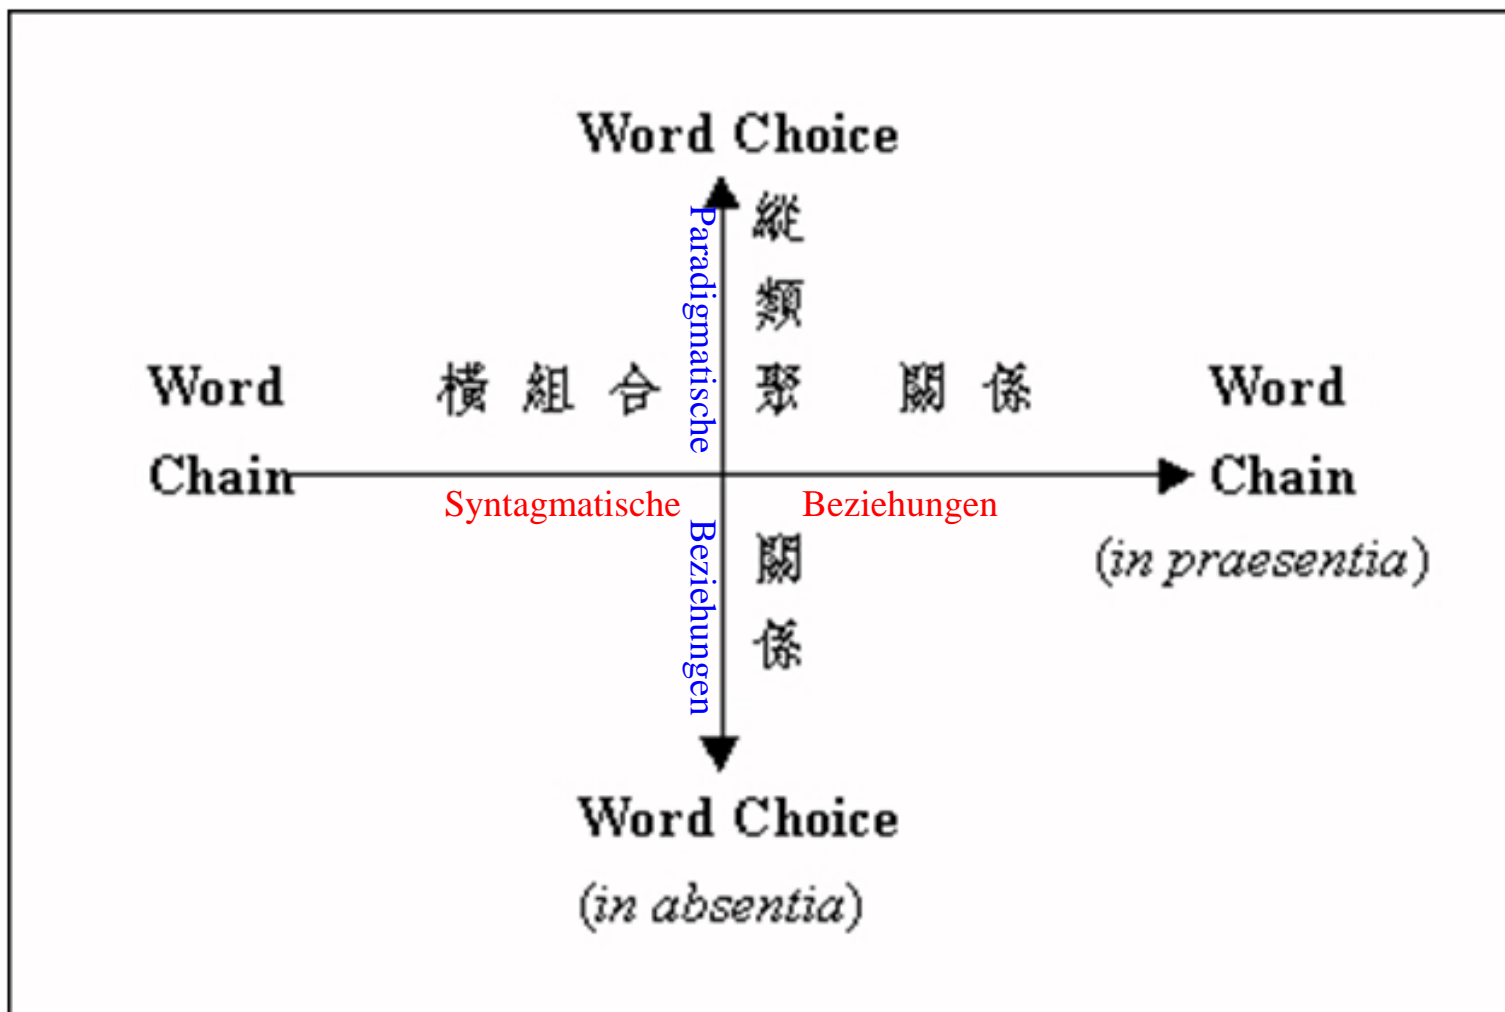 Word Choice
縱類聚關係
Paradigmatische Beziehungen
Word Chain
橫組合關係
Word Chain
Syntagmatische Beziehungen
(in praesentia)
Word Choice
(in absentia)